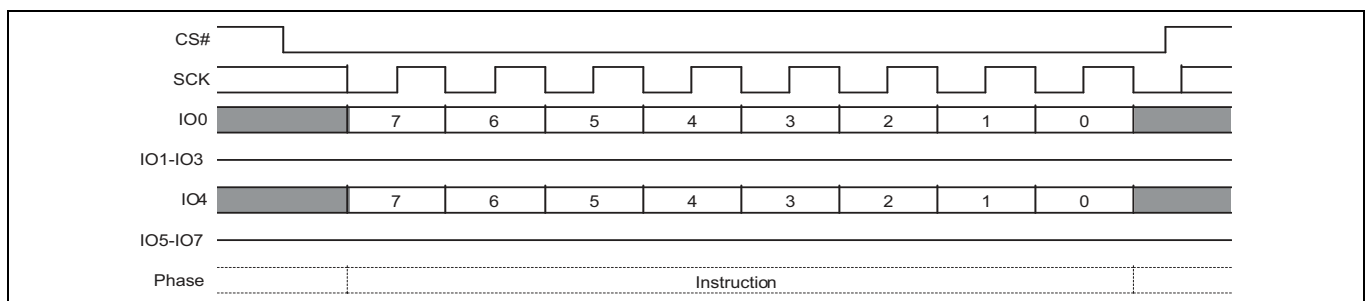 CS#
SCK
IO0 7 6 5 4 3 2 1 0
IO1-IO3
IO4 7 6 5 4 3 2 1 0
IO5-IO7
Phase Instruction